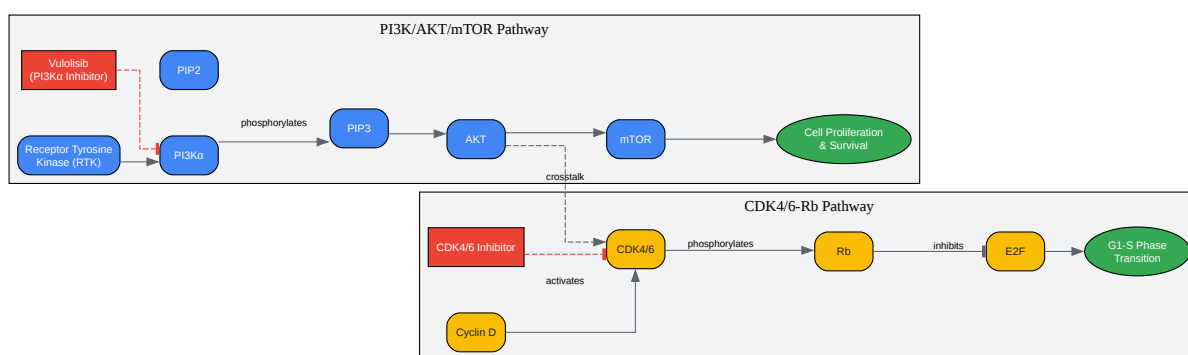 PI3K/AKT/mTOR Pathway
Vulolisib
(PI3Kα Inhibitor)
PIP2
phosphorylates
PIP3
AKT
mTOR
Cell Proliferation
& Survival
Receptor Tyrosine
Kinase (RTK)
PI3Kα
crosstalk
CDK4/6-Rb Pathway
CDK4/6 Inhibitor
CDK4/6
phosphorylates
Rb
inhibits
E2F
G1-S Phase
Transition
activates
Cyclin D